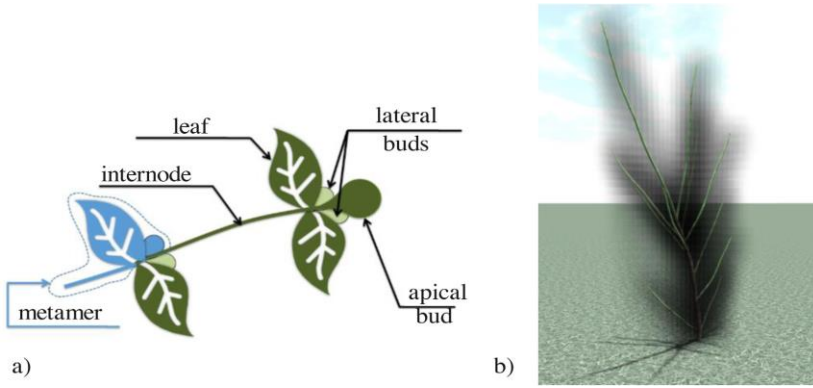 leaf
lateral
buds
internode
metamer
apical
bud
a)
b)